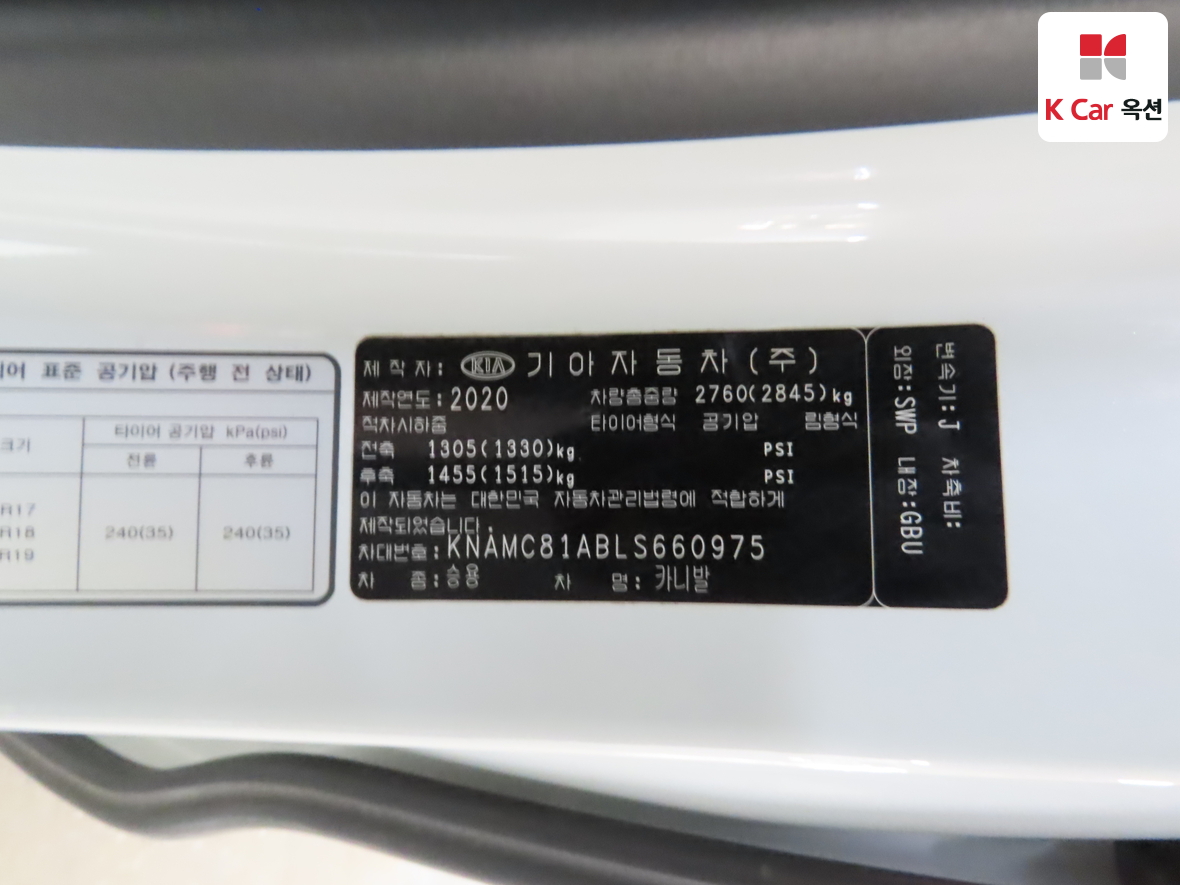 K Car 옥션
이어 표준 공기압 (주행 전 상태)
크기
타이어 공기압 kPa(psi)
전륜 후륜
R17
R18
R19
240(35) 240(35)
제 작 자: KIA 기아자동차(주)
제작연도:2020 차량총중량 2760(2845)kg
적차시하중 타이어형식 공기압 림형식
전축 1305(1330)kg PSI
후축 1455(1515)kg PSI
이 자동차는 대한민국 자동차관리법령에 적합하게
제작되었습니다.
차대번호:KNAMC81ABLS660975
차 종:승용 차 명:카니발
변속기:J 차축비:
외장:SWP 내장:GBU